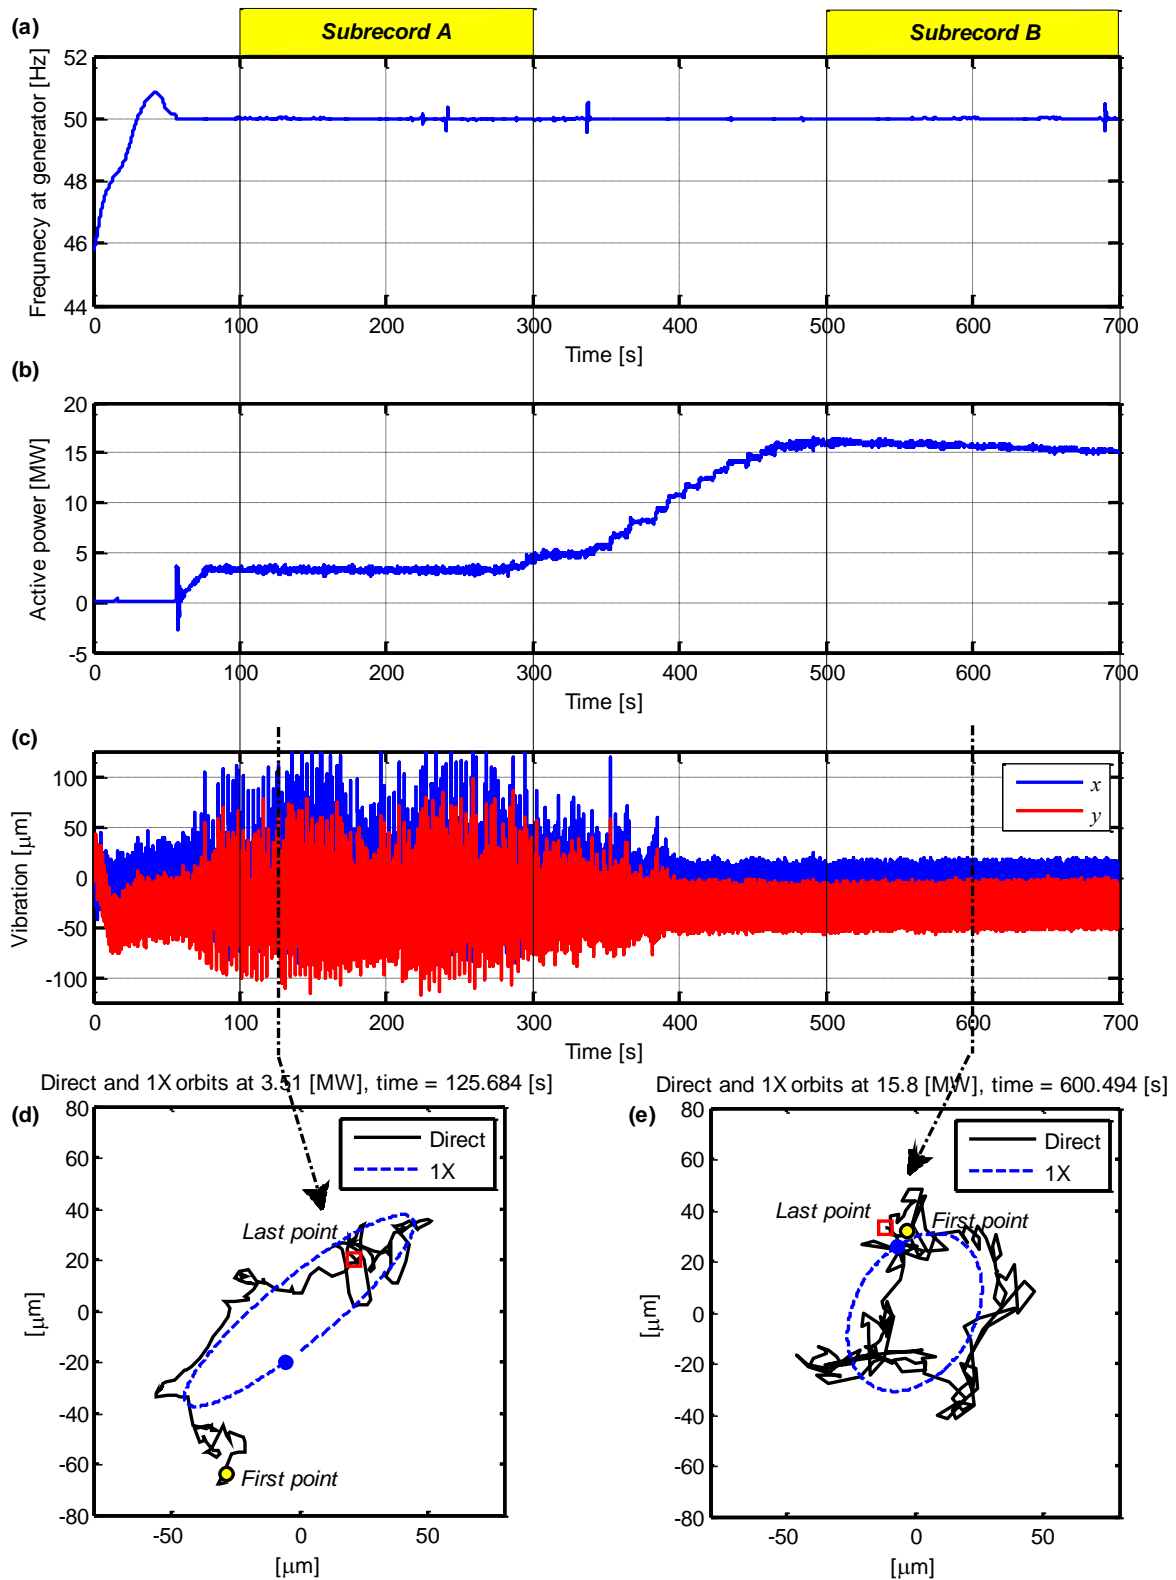 (a)
Subrecord A
Subrecord B
Frequnecy at generator [Hz]
52
50
48
46
44
0 100 200 300 400 500 600 700
Time [s]
(b)
Active power [MW]
20
15
10
5
0
-5
0 100 200 300 400 500 600 700
Time [s]
(c)
Vibration [μm]
100
50
0
-50
-100
x
y
0 100 200 300 400 500 600 700
Time [s]
Direct and 1X orbits at 3.51 [MW], time = 125.684 [s]
(d)
[μm]
80
60
40
20
0
-20
-40
-60
-80
Direct
1X
Last point
First point
-50 0 50
[μm]
Direct and 1X orbits at 15.8 [MW], time = 600.494 [s]
(e)
[μm]
80
60
40
20
0
-20
-40
-60
-80
Direct
1X
Last point
First point
-50 0 50
[μm]